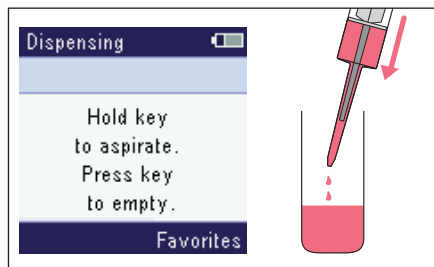 Dispensing
Hold key
to aspirate.
Press key
to empty.
Favorites